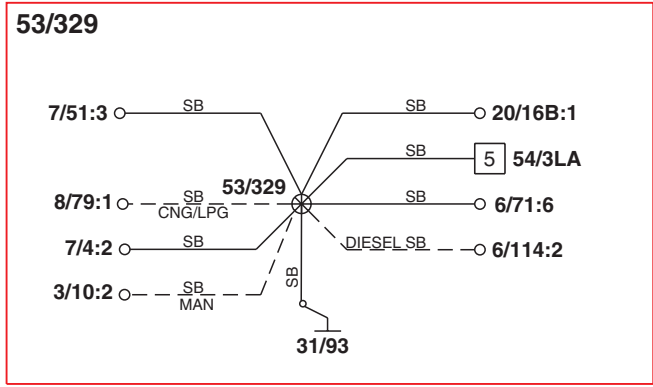 53/329
7/51:3 SB SB 20/16B:1
SB 5 54/3LA
53/329
8/79:1 SB CNG/LPG SB 6/71:6
7/4:2 SB DIESEL SB 6/114:2
3/10:2 SB MAN SB
31/93